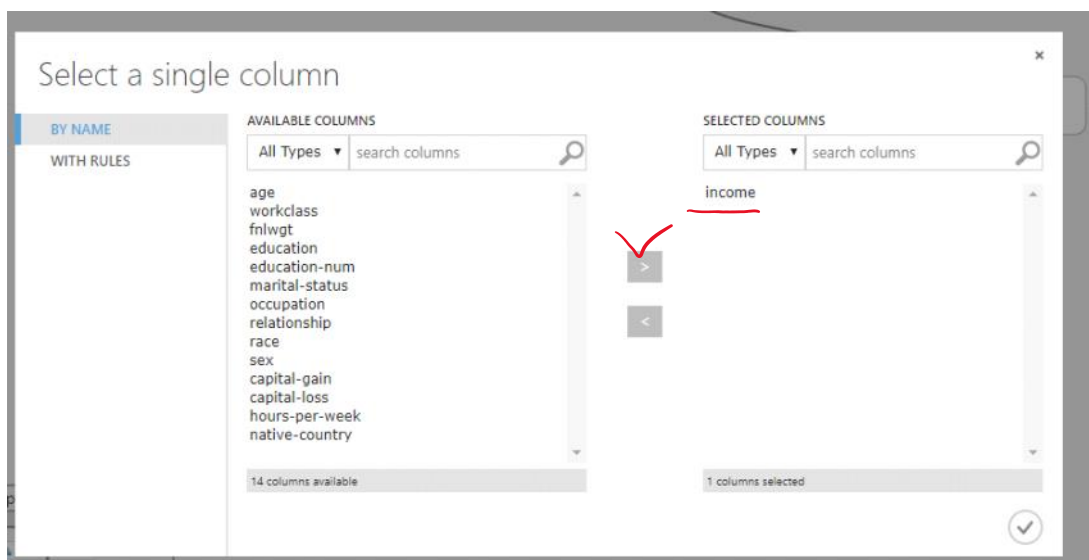 Select a single column
×
BY NAME
WITH RULES
AVAILABLE COLUMNS
All Types ▼ search columns
age
workclass
fnlwgt
education
education-num
marital-status
occupation
relationship
race
sex
capital-gain
capital-loss
hours-per-week
native-country
14 columns available
>
<
SELECTED COLUMNS
All Types ▼ search columns
income
1 columns selected